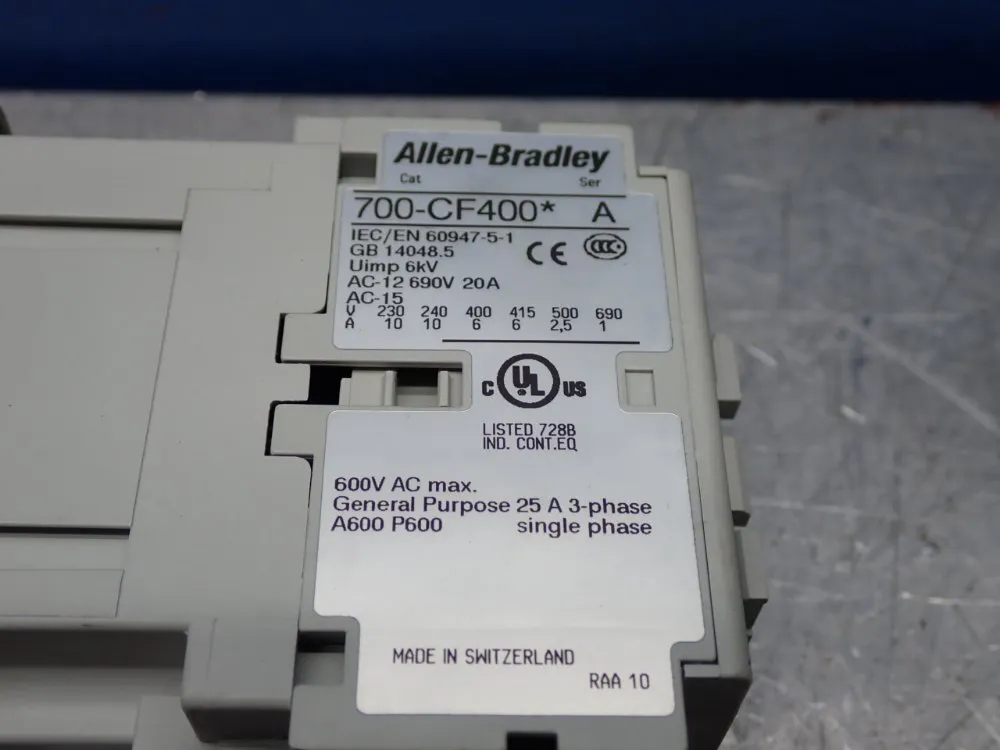 Allen-Bradley
Cat Ser
700-CF400* A
IEC/EN 60947-5-1
GB 14048.5
Uimp 6kV
AC-12 690V 20A
AC-15
V 230 240 400 415 500 690
A 10 10 6 6 2,5 1
CE CCC
C UL US
LISTED 728B
IND. CONT.EQ
600V AC max.
General Purpose 25 A 3-phase
A600 P600 single phase
MADE IN SWITZERLAND
RAA 10